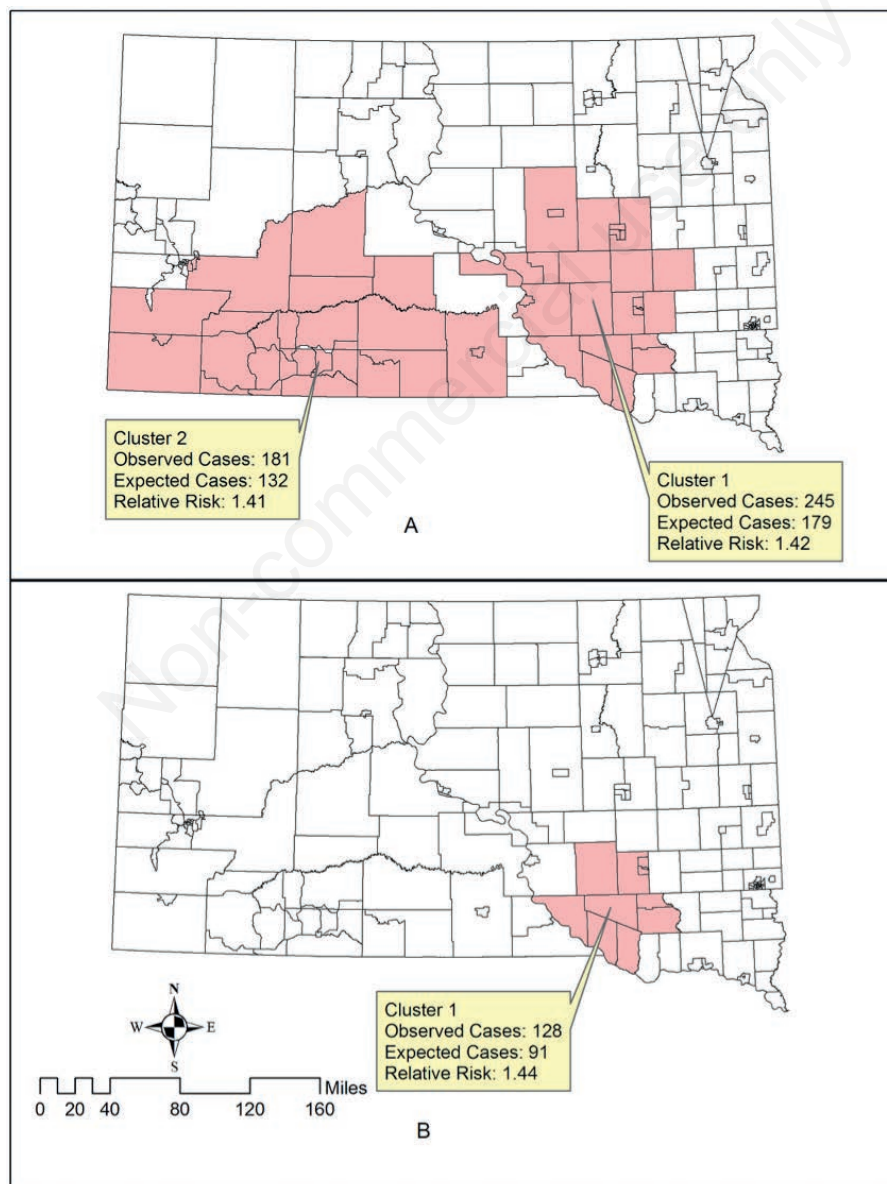 Non-commercial use only
Cluster 2
Observed Cases: 181
Expected Cases: 132
Relative Risk: 1.41
Cluster 1
Observed Cases: 245
Expected Cases: 179
Relative Risk: 1.42
A
Cluster 1
Observed Cases: 128
Expected Cases: 91
Relative Risk: 1.44
N
W E
S
Miles
0 20 40 80 120 160
B